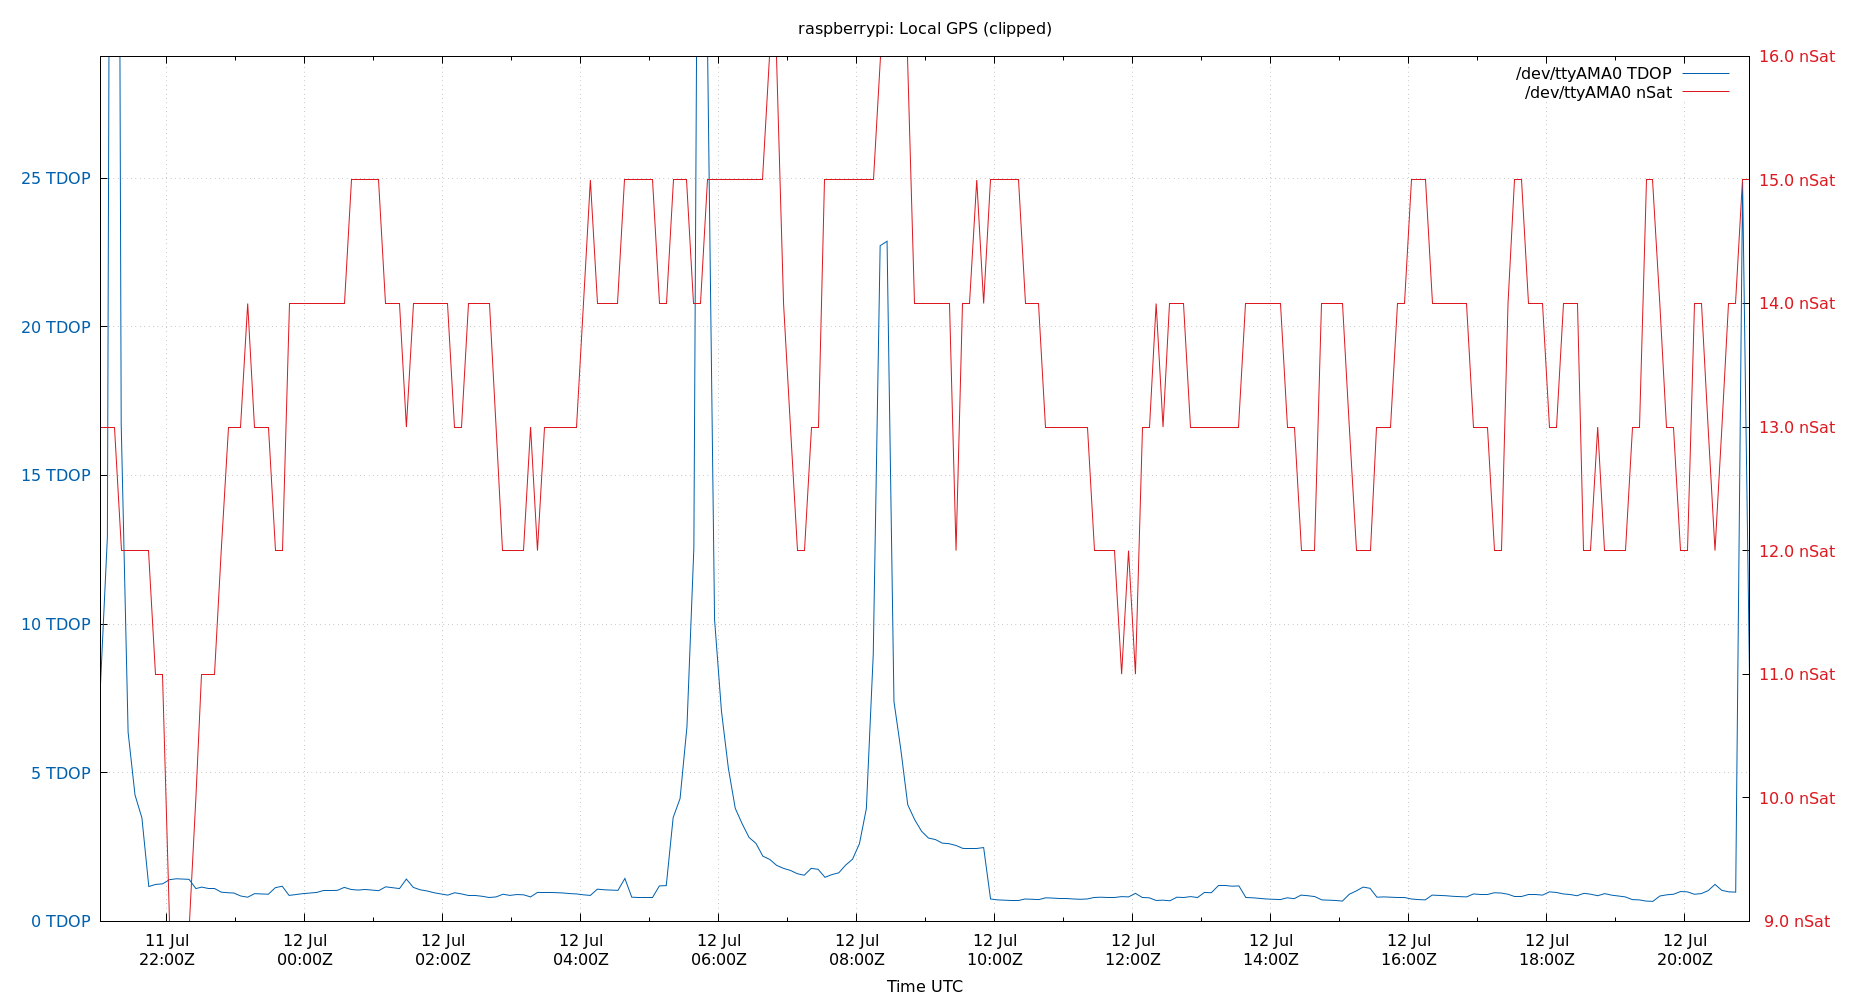 raspberrypi: Local GPS (clipped)
/dev/ttyAMA0 TDOP
/dev/ttyAMA0 nSat
25 TDOP
20 TDOP
15 TDOP
10 TDOP
5 TDOP
0 TDOP
16.0 nSat
15.0 nSat
14.0 nSat
13.0 nSat
12.0 nSat
11.0 nSat
10.0 nSat
9.0 nSat
11 Jul
22:00Z
12 Jul
00:00Z
12 Jul
02:00Z
12 Jul
04:00Z
12 Jul
06:00Z
12 Jul
08:00Z
12 Jul
10:00Z
12 Jul
12:00Z
12 Jul
14:00Z
12 Jul
16:00Z
12 Jul
18:00Z
12 Jul
20:00Z
Time UTC